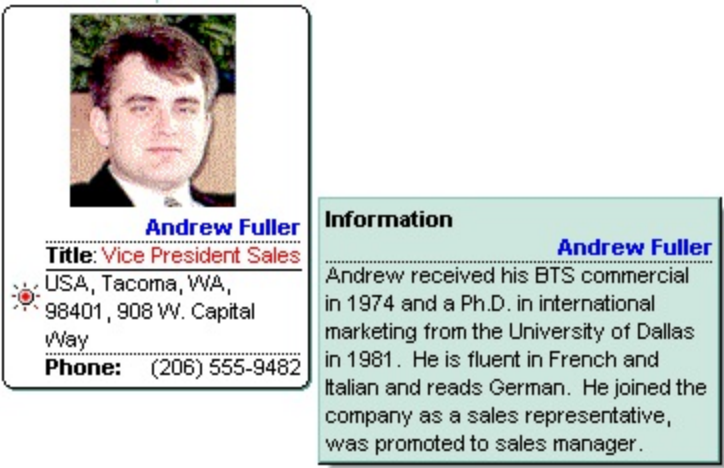 Andrew Fuller
Title: Vice President Sales
USA, Tacoma, WA,
98401, 908 W. Capital
Way
Phone: (206) 555-9482
Information
Andrew Fuller
Andrew received his BTS commercial
in 1974 and a Ph.D. in international
marketing from the University of Dallas
in 1981. He is fluent in French and
Italian and reads German. He joined the
company as a sales representative,
was promoted to sales manager.